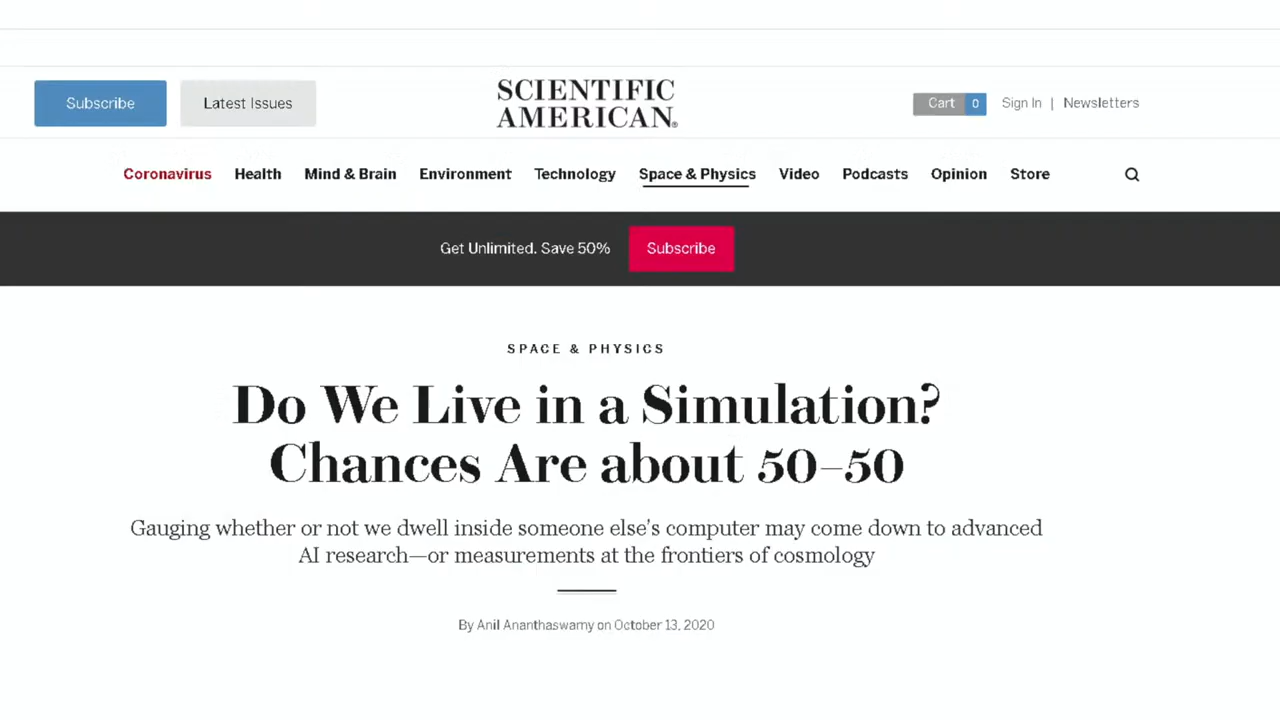 Subscribe
Latest Issues
SCIENTIFIC
AMERICAN®
Cart 0
Sign In | Newsletters
Coronavirus Health Mind & Brain Environment Technology Space & Physics Video Podcasts Opinion Store
Get Unlimited. Save 50% Subscribe
SPACE & PHYSICS
Do We Live in a Simulation?
Chances Are about 50–50
Gauging whether or not we dwell inside someone else's computer may come down to advanced
AI research—or measurements at the frontiers of cosmology
By Anil Ananthaswamy on October 13, 2020